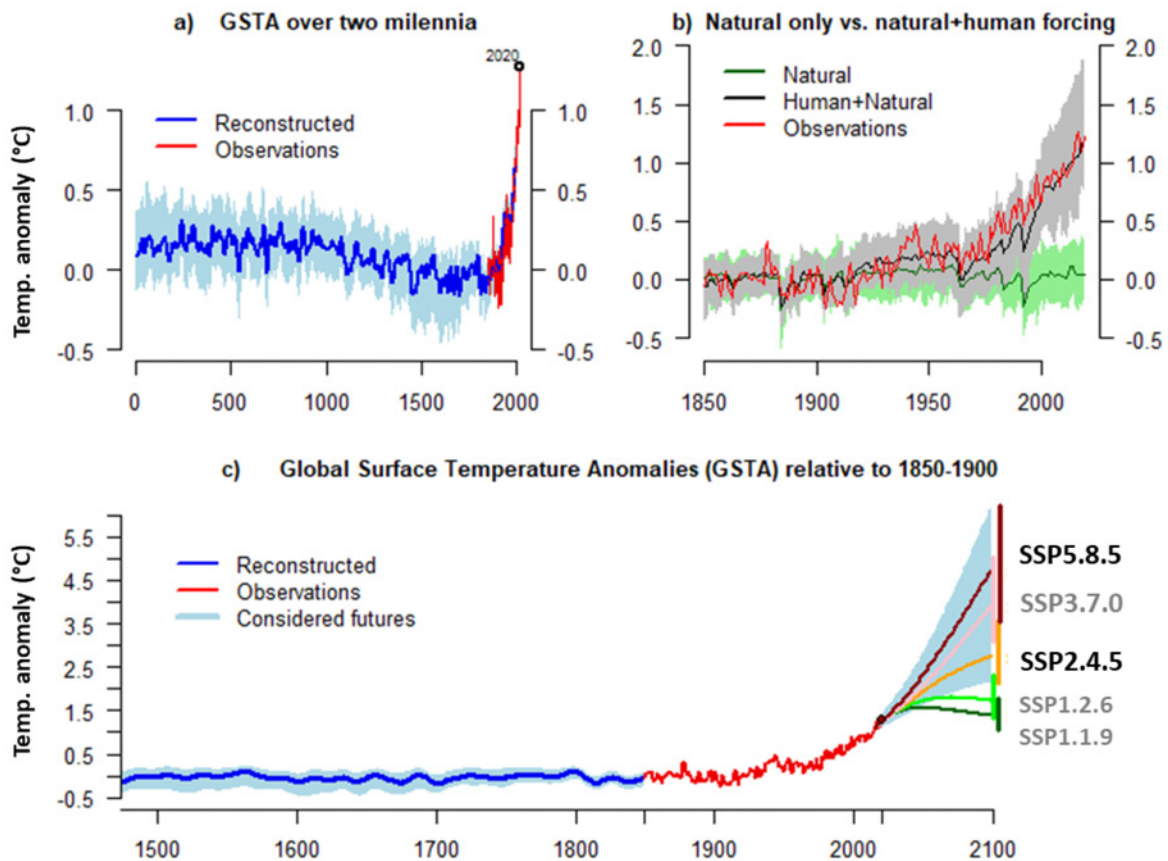 a) GSTA over two milennia
2020
1.0
0.5
0.0
-0.5
Temp. anomaly (°C)
Reconstructed
Observations
1.0
0.5
0.0
-0.5
0 500 1000 1500 2000
b) Natural only vs. natural+human forcing
2.0
1.5
1.0
0.5
0.0
-0.5
Natural
Human+Natural
Observations
2.0
1.5
1.0
0.5
0.0
-0.5
1850 1900 1950 2000
c) Global Surface Temperature Anomalies (GSTA) relative to 1850-1900
Temp. anomaly (°C)
5.5
4.5
3.5
2.5
1.5
0.5
-0.5
Reconstructed
Observations
Considered futures
SSP5.8.5
SSP3.7.0
SSP2.4.5
SSP1.2.6
SSP1.1.9
1500 1600 1700 1800 1900 2000 2100